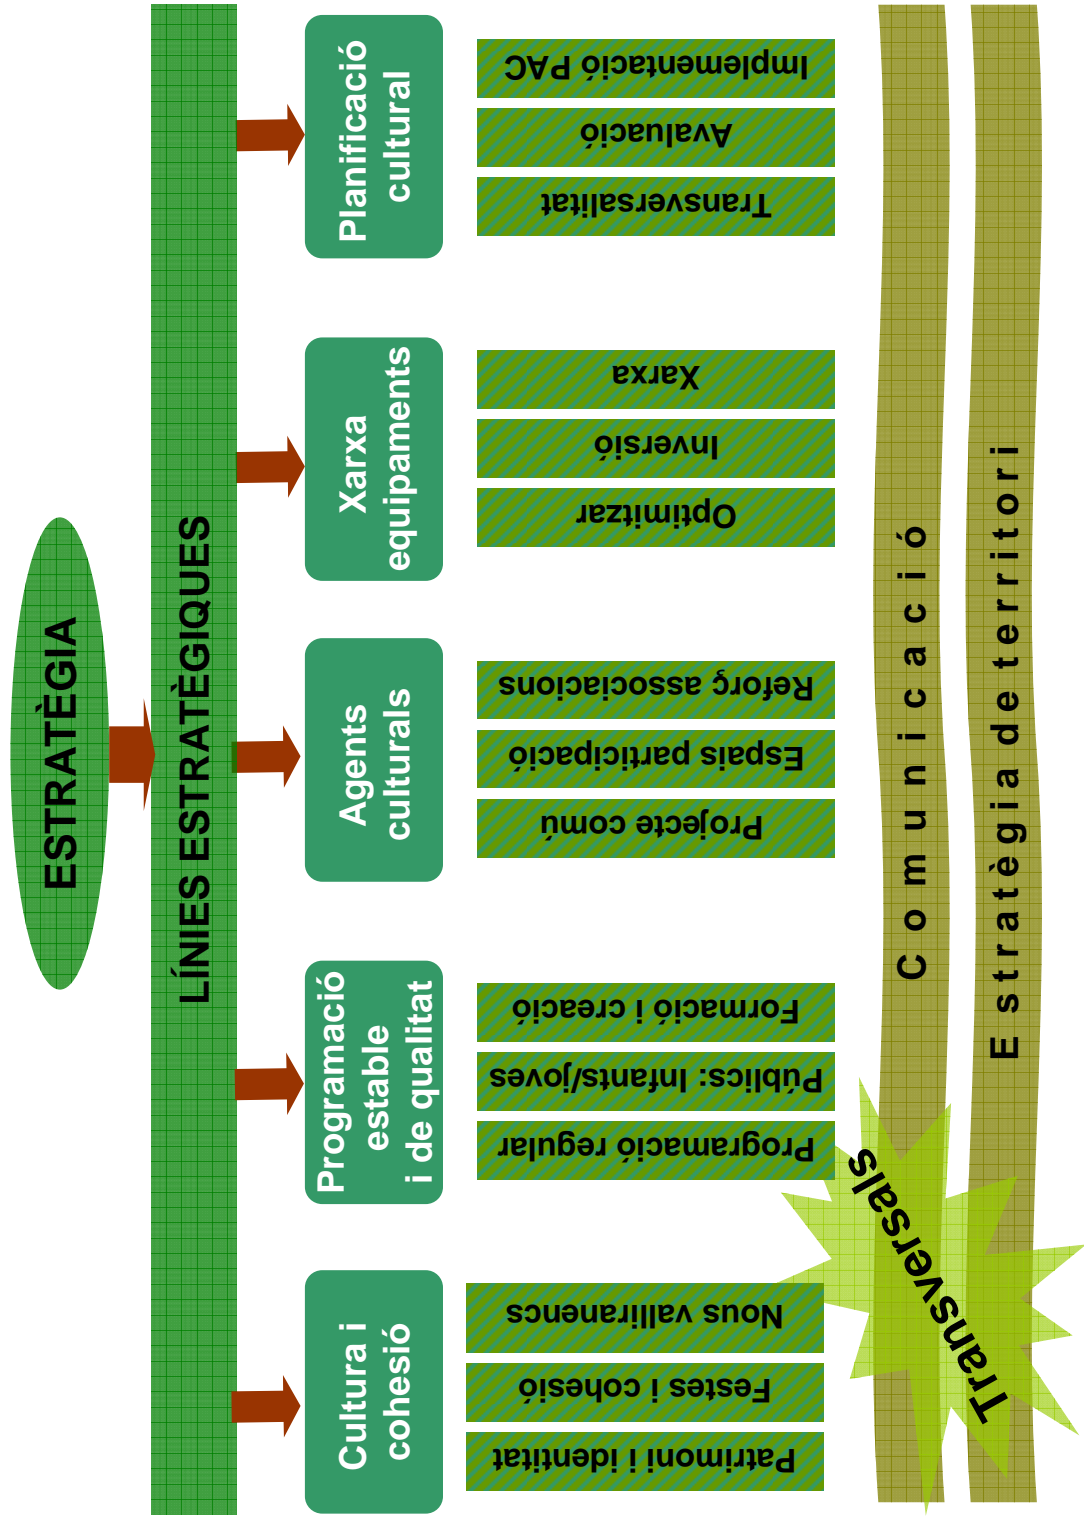 ESTRATÈGIA
LÍNIES ESTRATÈGIQUES
Cultura i
cohesió
Programació
estable
i de qualitat
Agents
culturals
Xarxa
equipaments
Planificació
cultural
Patrimoni i identitat
Festes i cohesió
Nous valliranencs
Programació regular
Públics: Infants/joves
Formació i creació
Projecte comú
Espais participació
Reforç associacions
Optimitzar
Inversió
Xarxa
Transversalitat
Avaluació
Implementació PAC
Transversals
Comunicació
Estratègia de territori